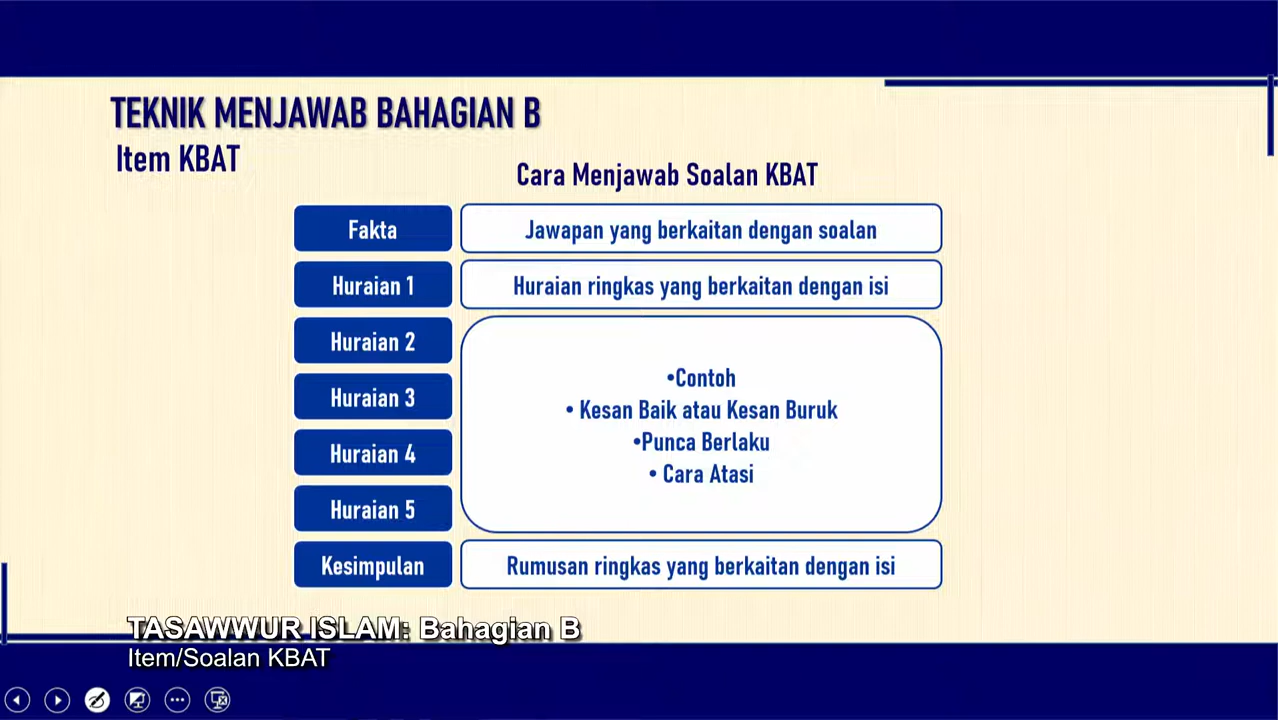 TEKNIK MENJAWAB BAHAGIAN B
Item KBAT
Cara Menjawab Soalan KBAT
Fakta
Jawapan yang berkaitan dengan soalan
Huraian 1
Huraian ringkas yang berkaitan dengan isi
Huraian 2
Huraian 3
Huraian 4
Huraian 5
•Contoh
• Kesan Baik atau Kesan Buruk
•Punca Berlaku
• Cara Atasi
Kesimpulan
Rumusan ringkas yang berkaitan dengan isi
TASAWWUR ISLAM: Bahagian B
Item/Soalan KBAT